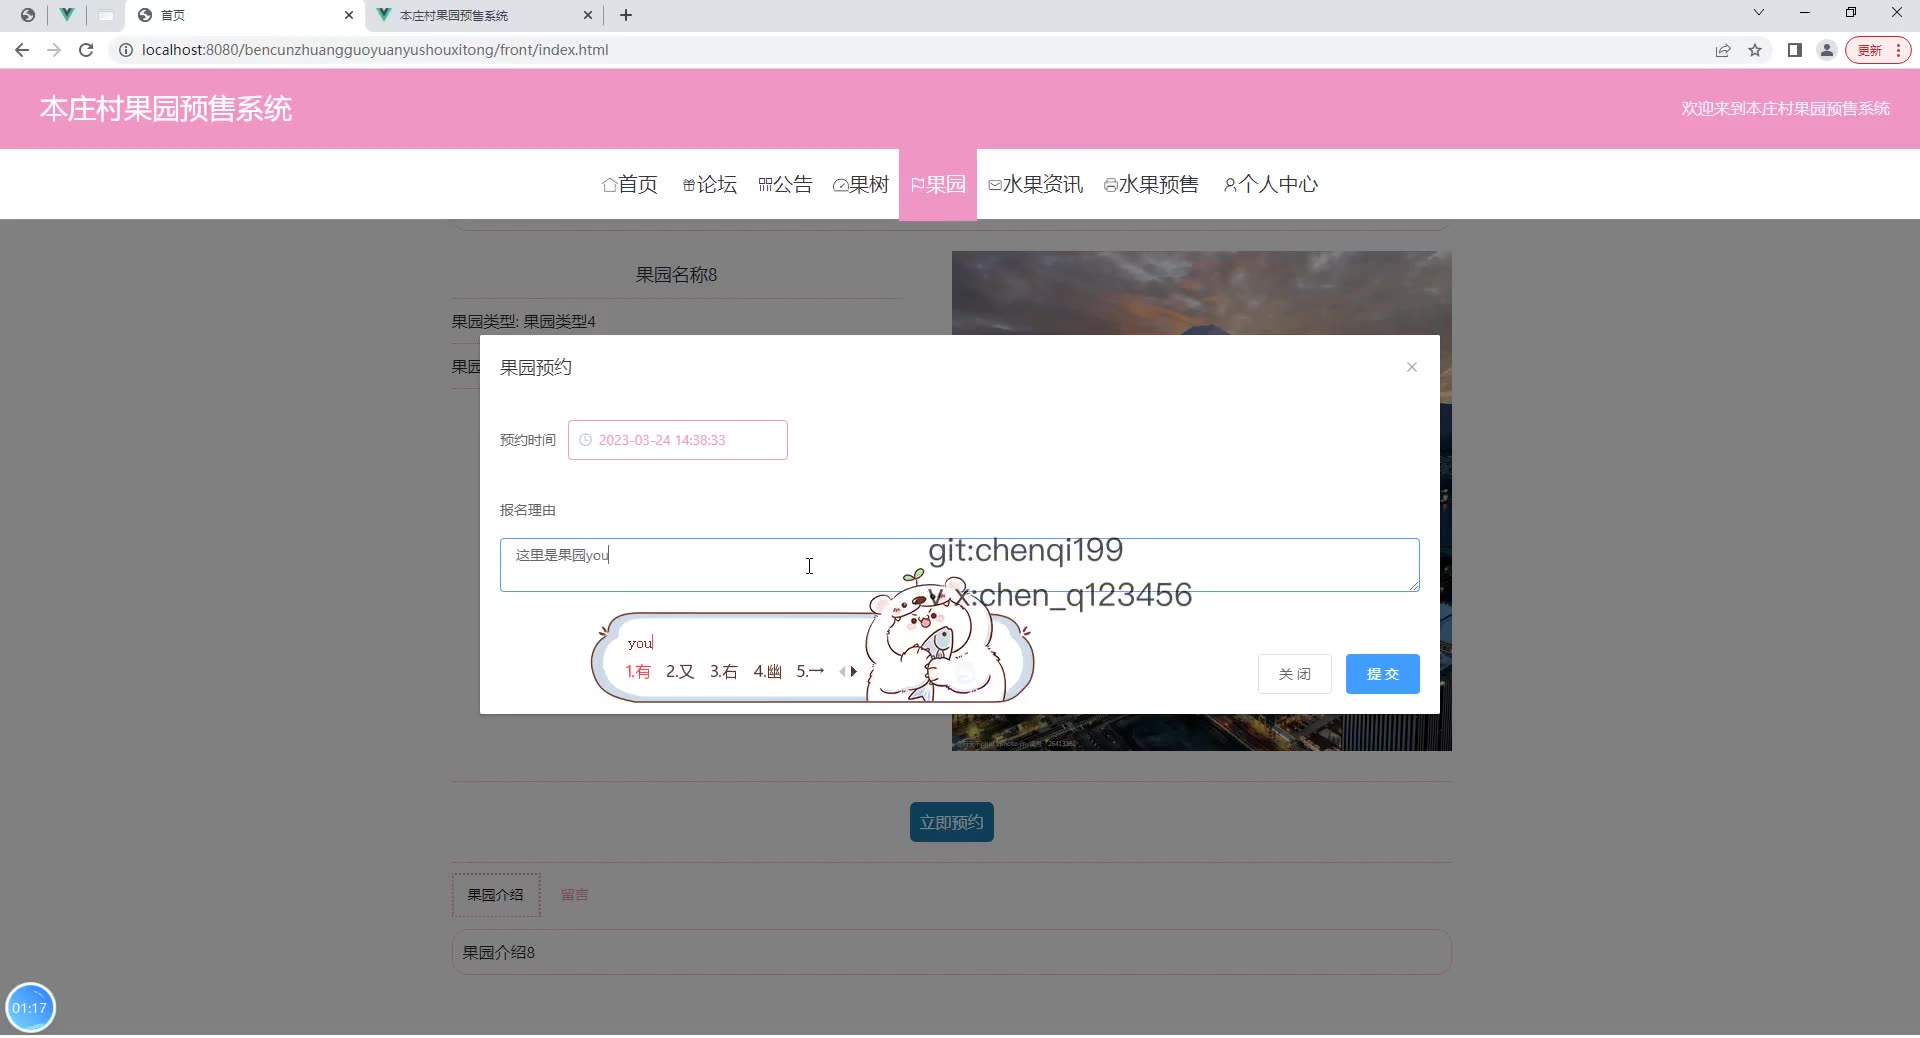 首页
本庄村果园预售系统
localhost:8080/bencunzhuangguoyuanyushouxitong/front/index.html
更新
本庄村果园预售系统
欢迎来到本庄村果园预售系统
首页 论坛 公告 果树 果园 水果资讯 水果预售 个人中心
果园名称8
果园类型: 果园类型4
果园
果园预约
预约时间 2023-03-24 14:38:33
报名理由
这里是果园you
git:chenqi199
v x:chen_q123456
you
1.有 2.又 3.右 4.幽 5.一
关 闭
提 交
立即预约
果园介绍
留言
果园介绍8
01:17